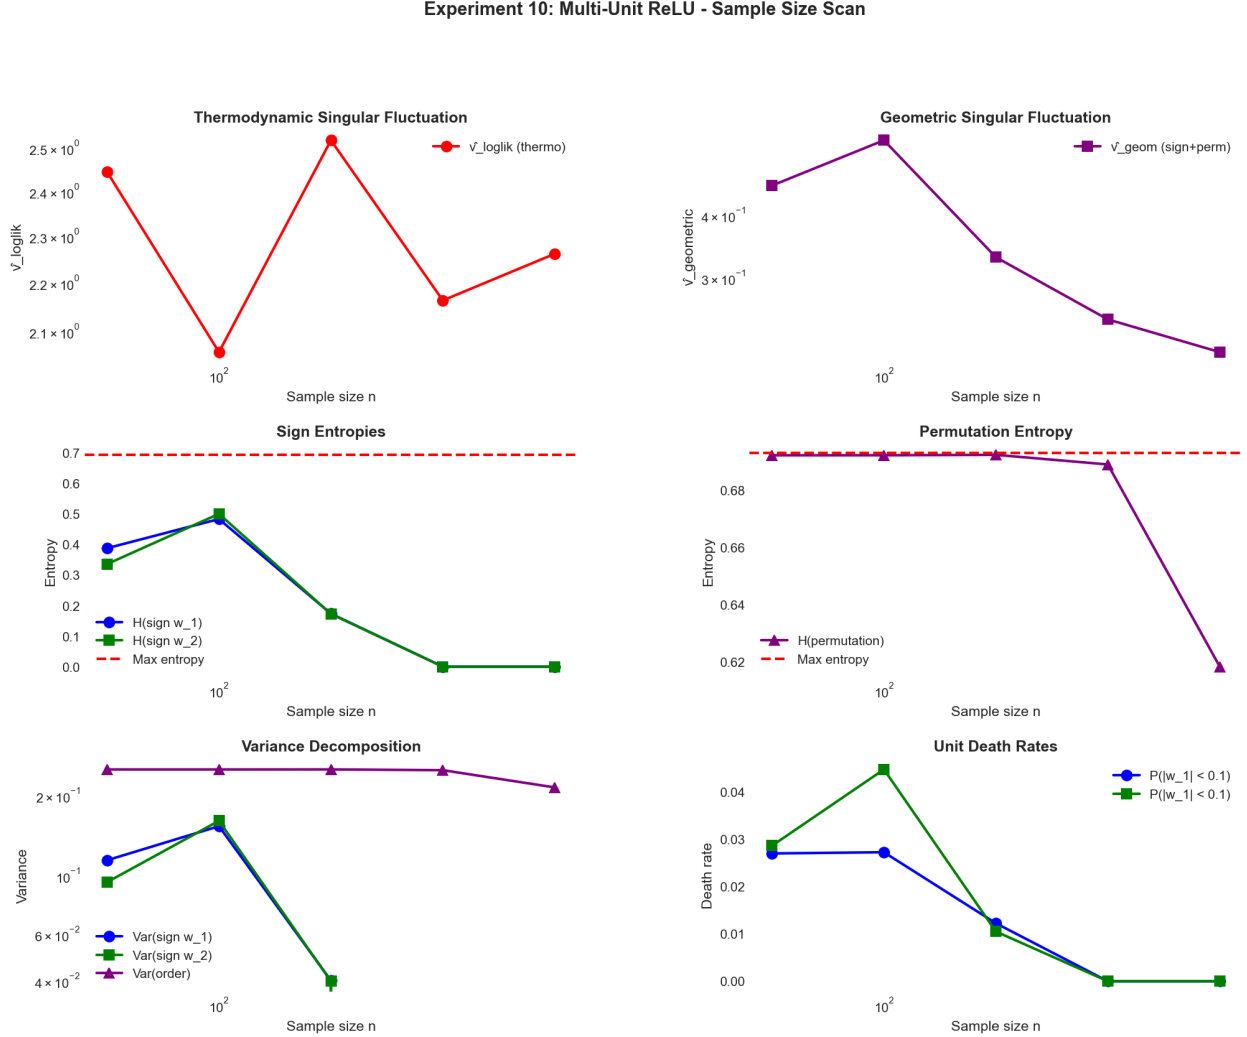 Experiment 10: Multi-Unit ReLU - Sample Size Scan
Thermodynamic Singular Fluctuation
2.5 × 10⁰
2.4 × 10⁰
2.3 × 10⁰
2.2 × 10⁰
2.1 × 10⁰
ν̂_loglik
ν̂_loglik (thermo)
10²
Sample size n
Geometric Singular Fluctuation
4 × 10⁻¹
3 × 10⁻¹
ν̂_geometric
ν̂_geom (sign+perm)
10²
Sample size n
Sign Entropies
0.7
0.6
0.5
0.4
0.3
0.2
0.1
0.0
Entropy
H(sign w_1)
H(sign w_2)
Max entropy
10²
Sample size n
Permutation Entropy
0.68
0.66
0.64
0.62
Entropy
H(permutation)
Max entropy
10²
Sample size n
Variance Decomposition
2 × 10⁻¹
10⁻¹
6 × 10⁻²
4 × 10⁻²
Variance
Var(sign w_1)
Var(sign w_2)
Var(order)
10²
Sample size n
Unit Death Rates
0.04
0.03
0.02
0.01
0.00
Death rate
P(|w_1| < 0.1)
P(|w_1| < 0.1)
10²
Sample size n